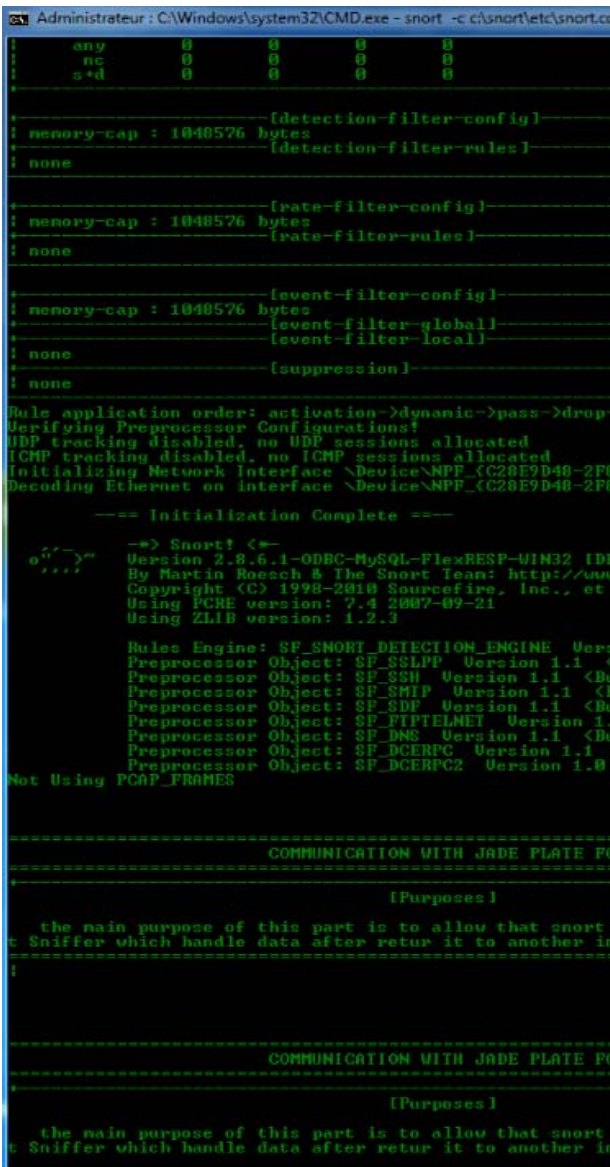 Administrateur : C:\Windows\system32\CMD.exe - snort -c c:\snort\etc\snort.co
| any 0 0 0 0
| nc 0 0 0 0
| s+d 0 0 0 0
+----------------------[detection-filter-config]------
| memory-cap : 1048576 bytes
+----------------------[detection-filter-rules]-------
| none
+----------------------[rate-filter-config]-----------
| memory-cap : 1048576 bytes
+----------------------[rate-filter-rules]------------
| none
+----------------------[event-filter-config]----------
| memory-cap : 1048576 bytes
+----------------------[event-filter-global]----------
+----------------------[event-filter-local]-----------
| none
+----------------------[suppression]------------------
| none
Rule application order: activation->dynamic->pass->drop
Verifying Preprocessor Configurations!
UDP tracking disabled, no UDP sessions allocated
ICMP tracking disabled, no ICMP sessions allocated
Initializing Network Interface \Device\NPF_{C28E9D48-2F8
Decoding Ethernet on interface \Device\NPF_{C28E9D48-2F8
--== Initialization Complete ==--
,,_ -*> Snort! <*-
o" )~ Version 2.8.6.1-ODBC-MySQL-FlexRESP-WIN32 IDD
'''' By Martin Roesch & The Snort Team: http://www
Copyright (C) 1998-2010 Sourcefire, Inc., et
Using PCRE version: 7.4 2007-09-21
Using ZLIB version: 1.2.3
Rules Engine: SF_SNORT_DETECTION_ENGINE Vers
Preprocessor Object: SF_SSLPP Version 1.1 <
Preprocessor Object: SF_SSH Version 1.1 <Bu
Preprocessor Object: SF_SMTP Version 1.1 <B
Preprocessor Object: SF_SDF Version 1.1 <Bu
Preprocessor Object: SF_FTPTELNET Version 1
Preprocessor Object: SF_DNS Version 1.1 <Bu
Preprocessor Object: SF_DCERPC Version 1.1
Preprocessor Object: SF_DCERPC2 Version 1.0
Not Using PCAP_FRAMES
COMMUNICATION WITH JADE PLATE FO
[Purposes]
the main purpose of this part is to allow that snort
t Sniffer which handle data after retur it to another in
COMMUNICATION WITH JADE PLATE FO
[Purposes]
the main purpose of this part is to allow that snort
t Sniffer which handle data after retur it to another in